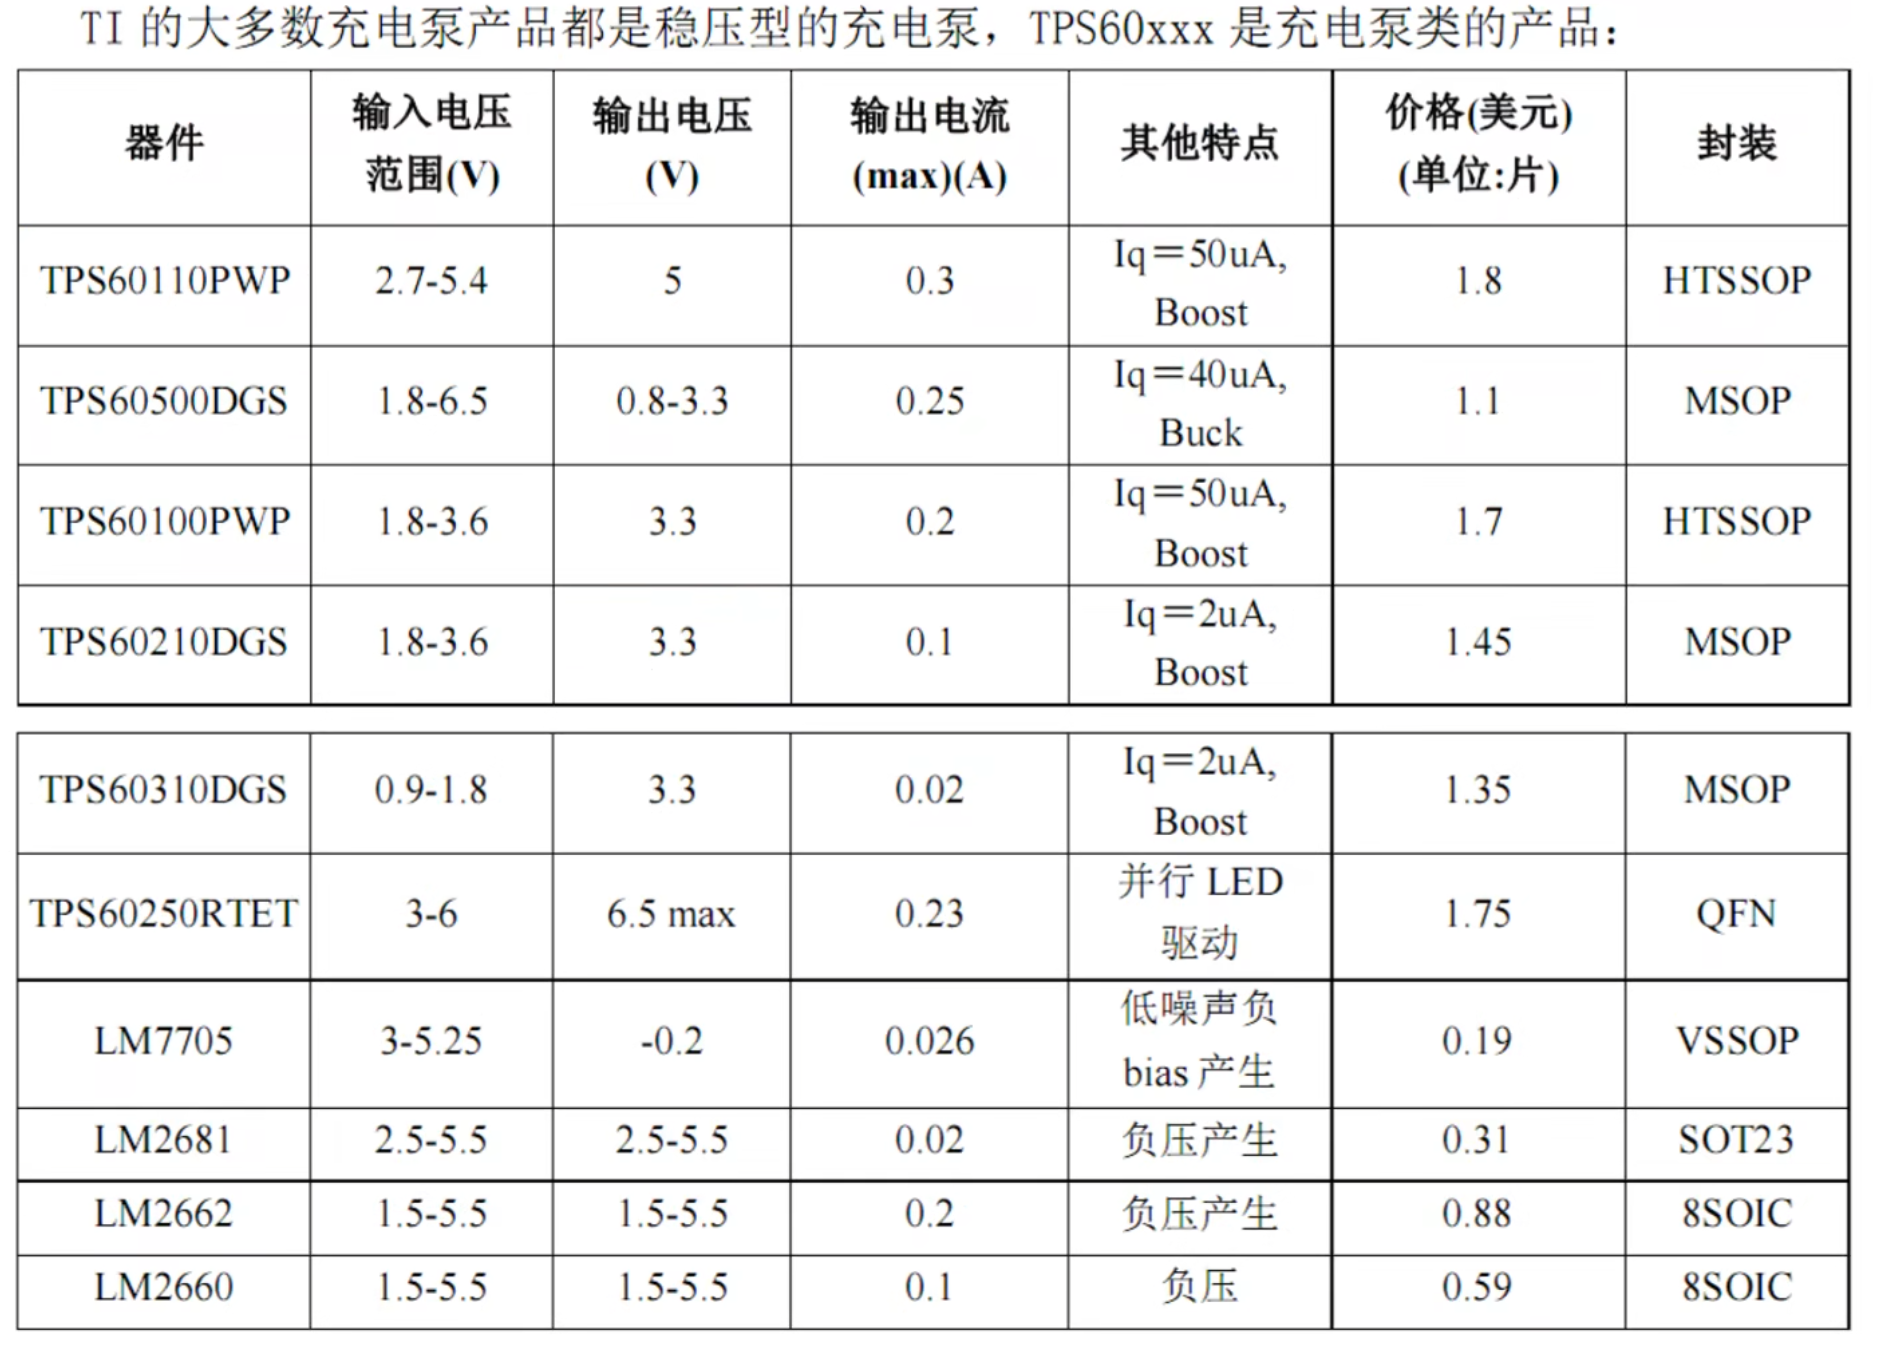 TI 的大多数充电泵产品都是稳压型的充电泵，TPS60xxx 是充电泵类的产品：
器件 输入电压范围(V) 输出电压(V) 输出电流(max)(A) 其他特点 价格(美元)(单位:片) 封装
TPS60110PWP 2.7-5.4 5 0.3 Iq＝50uA, Boost 1.8 HTSSOP
TPS60500DGS 1.8-6.5 0.8-3.3 0.25 Iq＝40uA, Buck 1.1 MSOP
TPS60100PWP 1.8-3.6 3.3 0.2 Iq＝50uA, Boost 1.7 HTSSOP
TPS60210DGS 1.8-3.6 3.3 0.1 Iq＝2uA, Boost 1.45 MSOP
TPS60310DGS 0.9-1.8 3.3 0.02 Iq＝2uA, Boost 1.35 MSOP
TPS60250RTET 3-6 6.5 max 0.23 并行 LED 驱动 1.75 QFN
LM7705 3-5.25 -0.2 0.026 低噪声负 bias 产生 0.19 VSSOP
LM2681 2.5-5.5 2.5-5.5 0.02 负压产生 0.31 SOT23
LM2662 1.5-5.5 1.5-5.5 0.2 负压产生 0.88 8SOIC
LM2660 1.5-5.5 1.5-5.5 0.1 负压 0.59 8SOIC